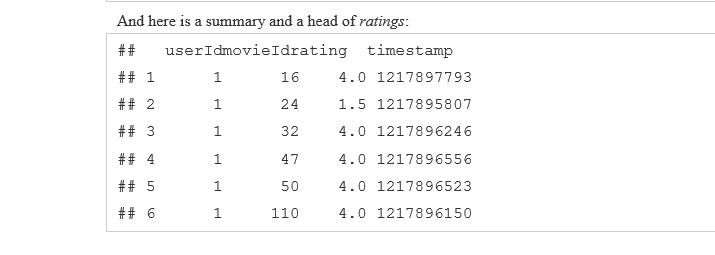 And here is a summary and a head of ratings:
## userIdmovieIdrating timestamp
## 1 1 16 4.0 1217897793
## 2 1 24 1.5 1217895807
## 3 1 32 4.0 1217896246
## 4 1 47 4.0 1217896556
## 5 1 50 4.0 1217896523
## 6 1 110 4.0 1217896150